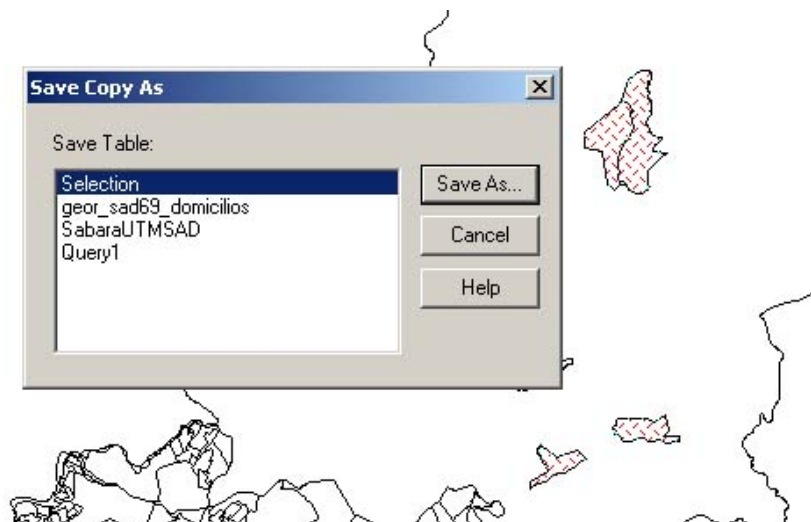 Save Copy As
Save Table:
Selection
geor_sad69_domicilios
SabaraUTMSAD
Query1
Save As...
Cancel
Help